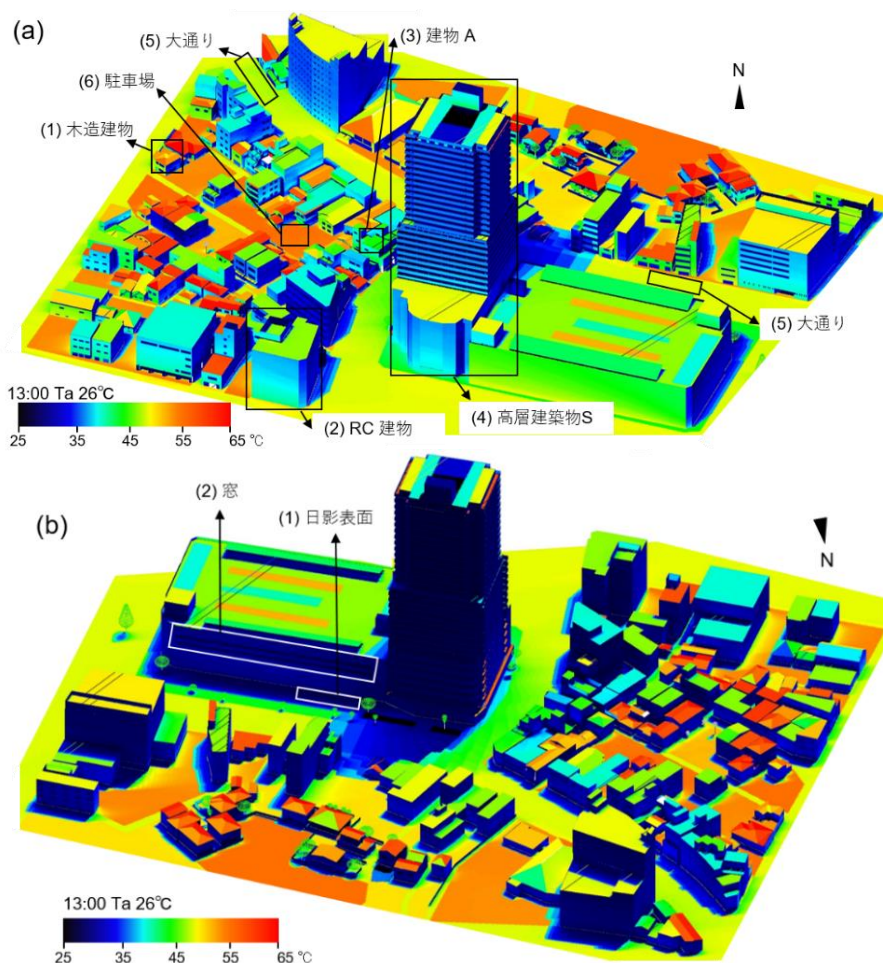 (a)
(5) 大通り
(3) 建物 A
(6) 駐車場
(1) 木造建物
N
(5) 大通り
13:00 Ta 26℃
25 35 45 55 65 ℃
(2) RC 建物
(4) 高層建築物S
(b)
(2) 窓
(1) 日影表面
N
13:00 Ta 26℃
25 35 45 55 65 ℃